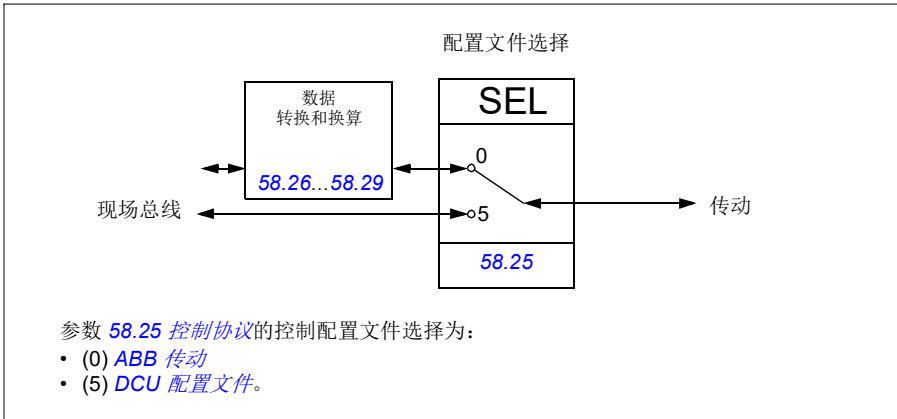 配置文件选择
数据
转换和换算
SEL
0
58.26...58.29
现场总线
5
传动
58.25
参数 58.25 控制协议的控制配置文件选择为：
• (0) ABB 传动
• (5) DCU 配置文件。